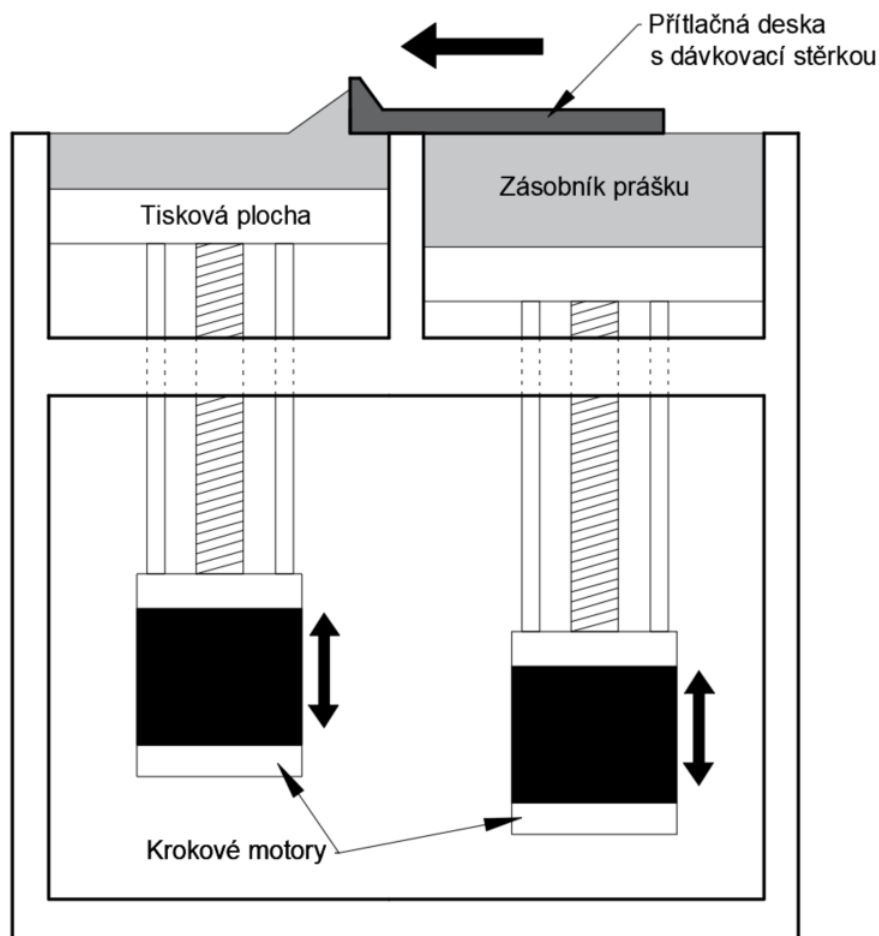 Přítlačná deska
s dávkovací stěrkou
Zásobník prášku
Tisková plocha
Krokové motory